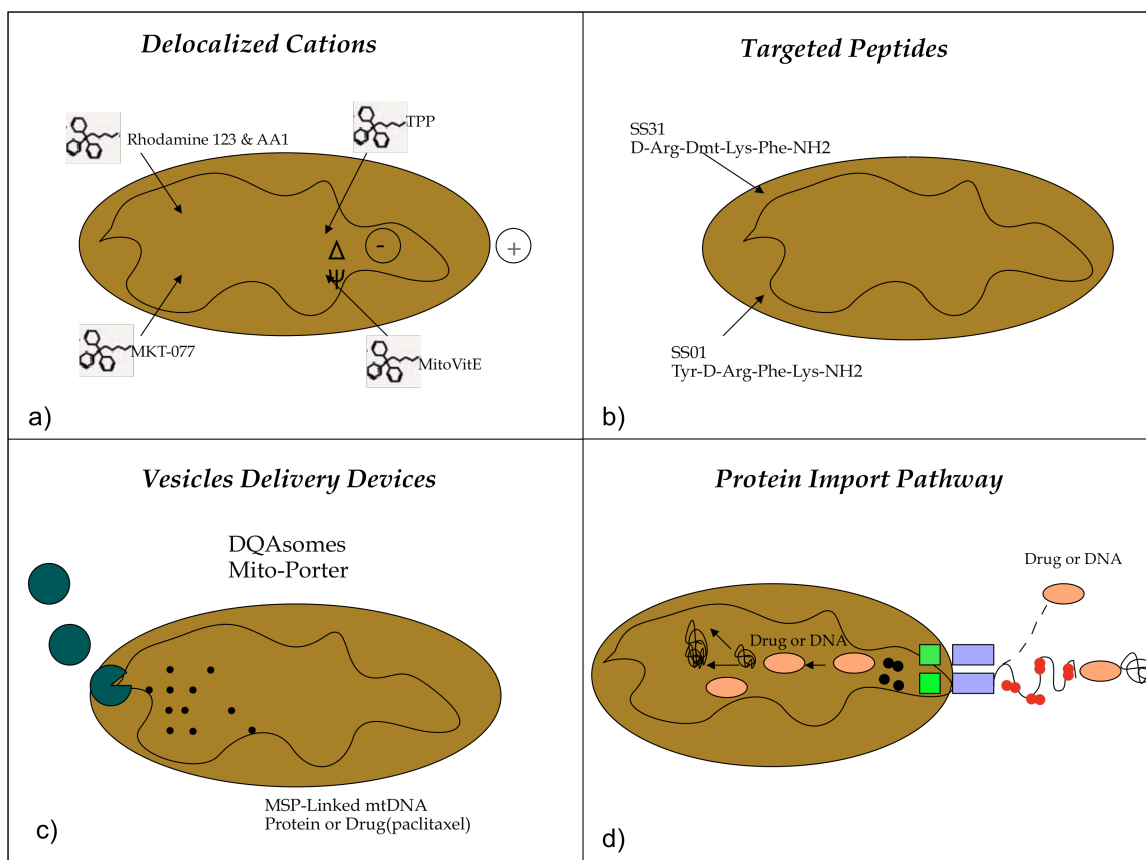 Delocalized Cations
Rhodamine 123 & AA1
TPP
Δ
-
+
Ψ
MKT-077
MitoVitE
a)
Targeted Peptides
SS31
D-Arg-Dmt-Lys-Phe-NH2
SS01
Tyr-D-Arg-Phe-Lys-NH2
b)
Vesicles Delivery Devices
DQAsomes
Mito-Porter
MSP-Linked mtDNA
Protein or Drug(paclitaxel)
c)
Protein Import Pathway
Drug or DNA
Drug or DNA
d)